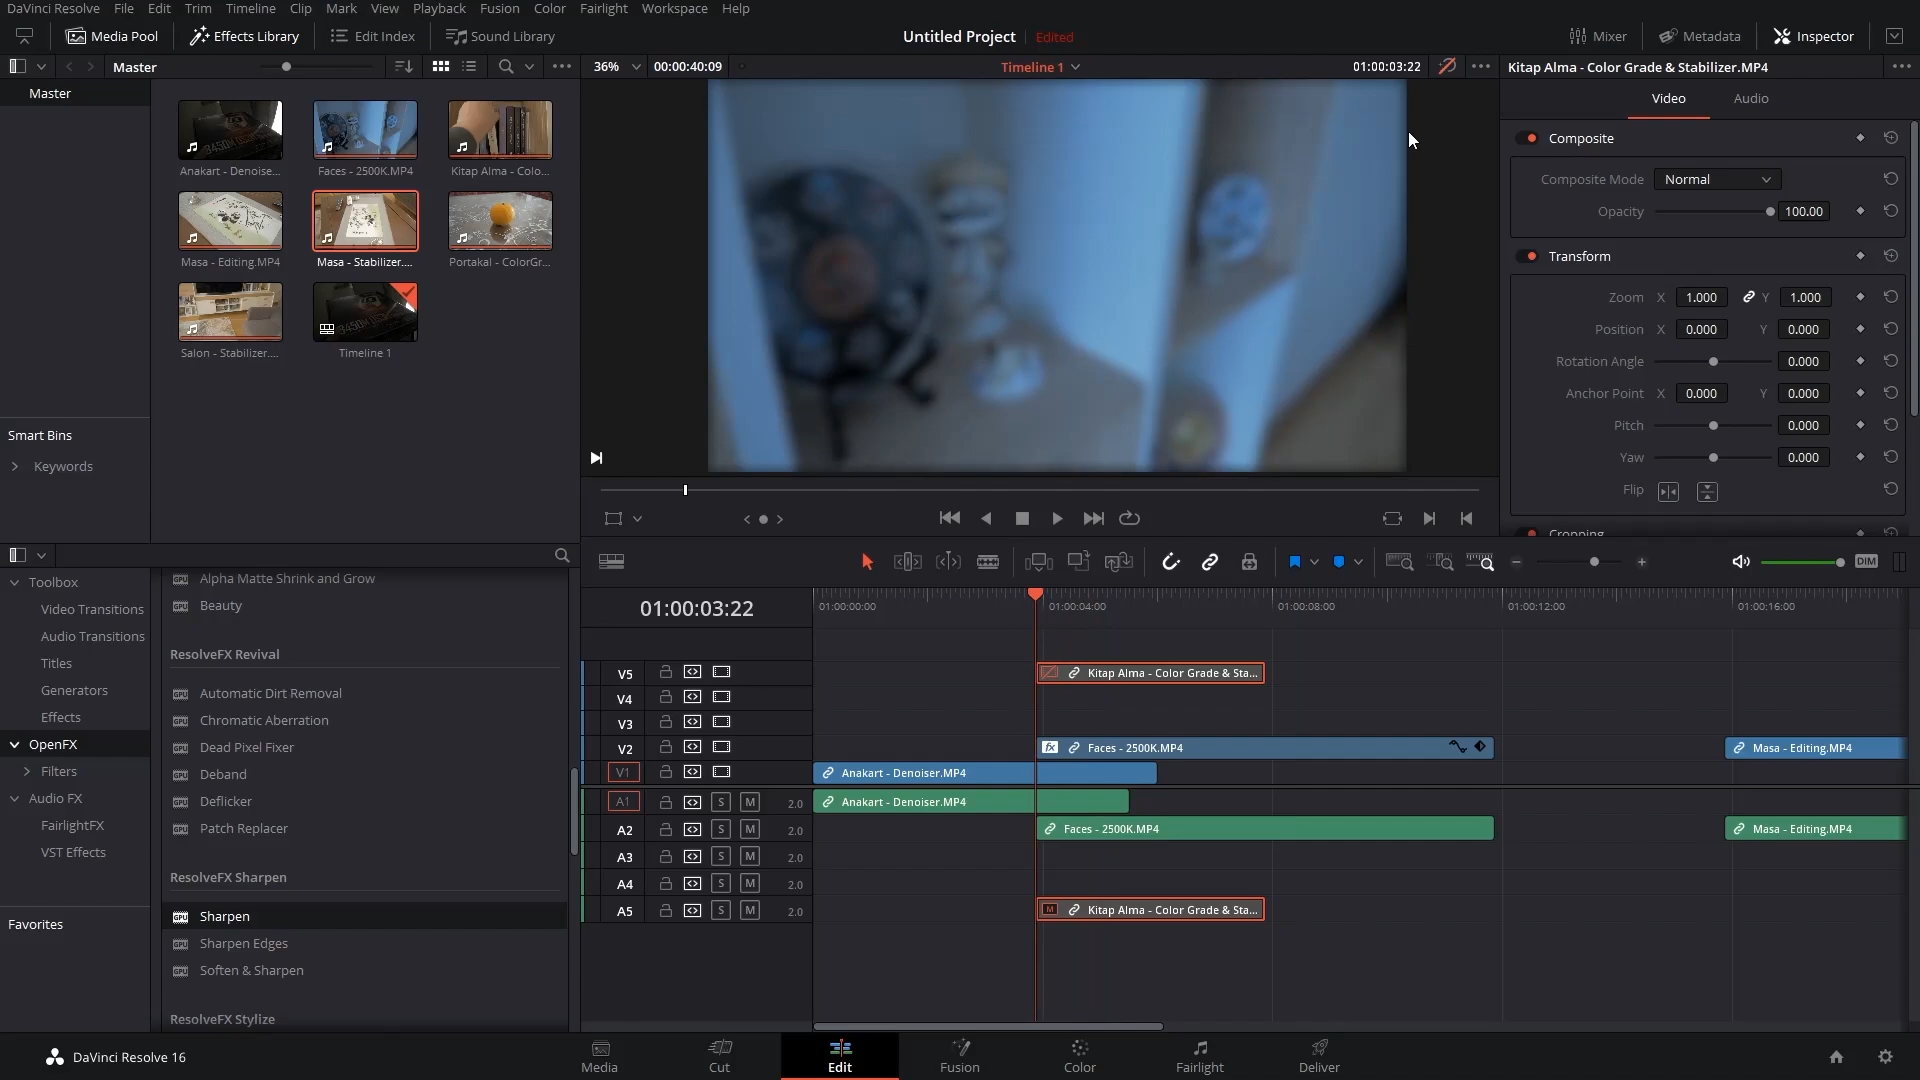 DaVinci Resolve File Edit Trim Timeline Clip Mark View Playback Fusion Color Fairlight Workspace Help
Media Pool Effects Library Edit Index Sound Library Untitled Project Edited Mixer Metadata Inspector
Master 36% 00:00:40:09 Timeline 1 01:00:03:22 Kitap Alma - Color Grade & Stabilizer.MP4
Master
Video Audio
Anakart - Denoise... Faces - 2500K.MP4 Kitap Alma - Colo...
Masa - Editing.MP4 Masa - Stabilizer.... Portakal - ColorGr...
Salon - Stabilizer.... Timeline 1
Smart Bins
Keywords
Composite
Composite Mode Normal
Opacity 100.00
Transform
Zoom X 1.000 Y 1.000
Position X 0.000 Y 0.000
Rotation Angle 0.000
Anchor Point X 0.000 Y 0.000
Pitch 0.000
Yaw 0.000
Flip
Cropping
Toolbox
Video Transitions
Audio Transitions
Titles
Generators
Effects
OpenFX
Filters
Audio FX
FairlightFX
VST Effects
Favorites
Alpha Matte Shrink and Grow
Beauty
ResolveFX Revival
Automatic Dirt Removal
Chromatic Aberration
Dead Pixel Fixer
Deband
Deflicker
Patch Replacer
ResolveFX Sharpen
Sharpen
Sharpen Edges
Soften & Sharpen
ResolveFX Stylize
DIM
01:00:03:22 01:00:00:00 01:00:04:00 01:00:08:00 01:00:12:00 01:00:16:00
V5 Kitap Alma - Color Grade & Sta...
V4
V3
V2 fx Faces - 2500K.MP4 Masa - Editing.MP4
V1 Anakart - Denoiser.MP4
A1 S M 2.0 Anakart - Denoiser.MP4
A2 S M 2.0 Faces - 2500K.MP4 Masa - Editing.MP4
A3 S M 2.0
A4 S M 2.0
A5 S M 2.0 M Kitap Alma - Color Grade & Sta...
DaVinci Resolve 16 Media Cut Edit Fusion Color Fairlight Deliver